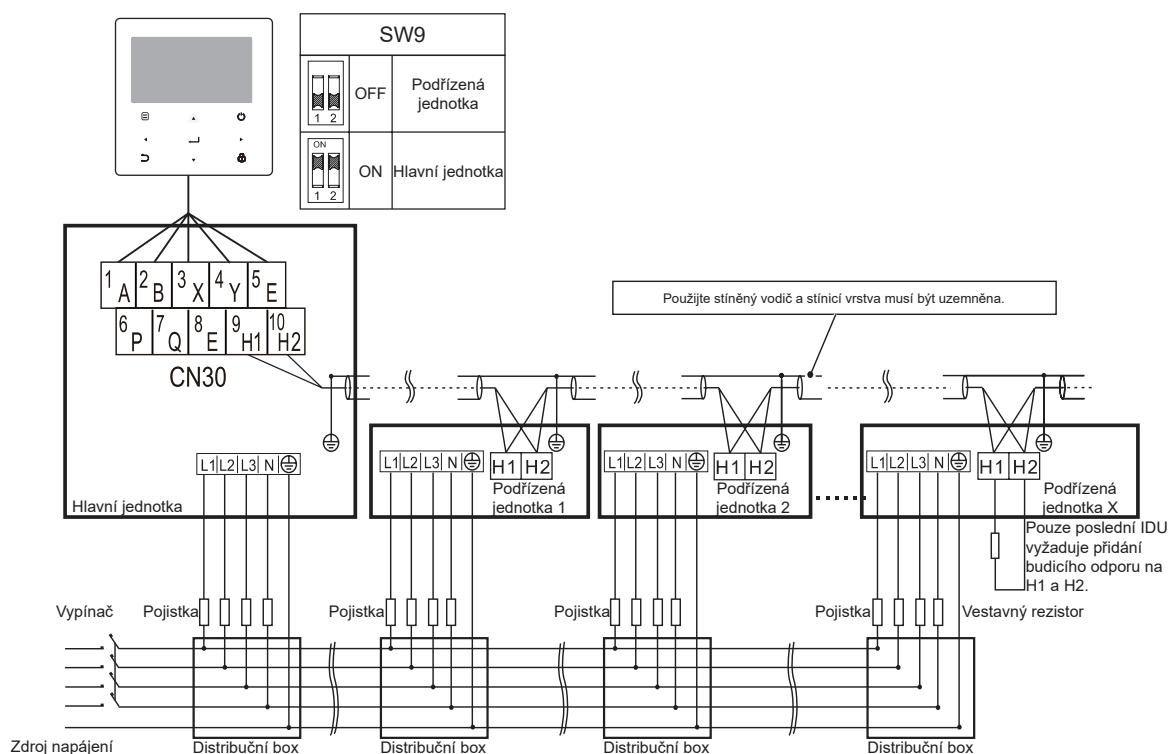 SW9
1 2
OFF
Podřízená
jednotka
ON
1 2
ON
Hlavní jednotka
1 A
2 B
3 X
4 Y
5 E
6 P
7 Q
8 E
9 H1
10 H2
CN30
Použijte stíněný vodič a stínicí vrstva musí být uzemněna.
L1 L2 L3 N
Hlavní jednotka
L1 L2 L3 N
H1 H2
Podřízená
jednotka 1
L1 L2 L3 N
H1 H2
Podřízená
jednotka 2
L1 L2 L3 N
H1 H2
Podřízená
jednotka X
Pouze poslední IDU
vyžaduje přidání
budicího odporu na
H1 a H2.
Vypínač
Pojistka
Pojistka
Pojistka
Pojistka
Vestavný rezistor
Zdroj napájení
Distribuční box
Distribuční box
Distribuční box
Distribuční box